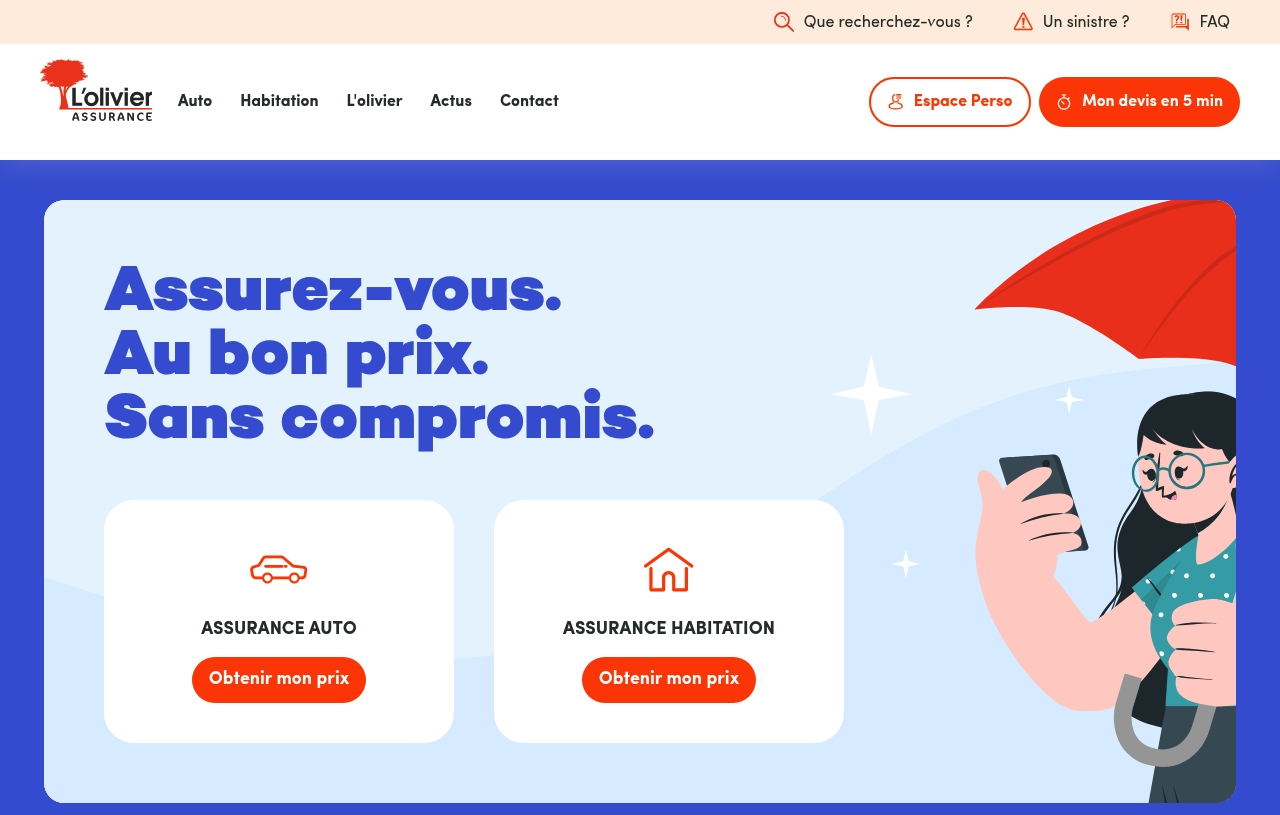 Que recherchez-vous ?
Un sinistre ?
FAQ
L'olivier
ASSURANCE
Auto
Habitation
L'olivier
Actus
Contact
Espace Perso
Mon devis en 5 min
Assurez-vous.
Au bon prix.
Sans compromis.
ASSURANCE AUTO
Obtenir mon prix
ASSURANCE HABITATION
Obtenir mon prix